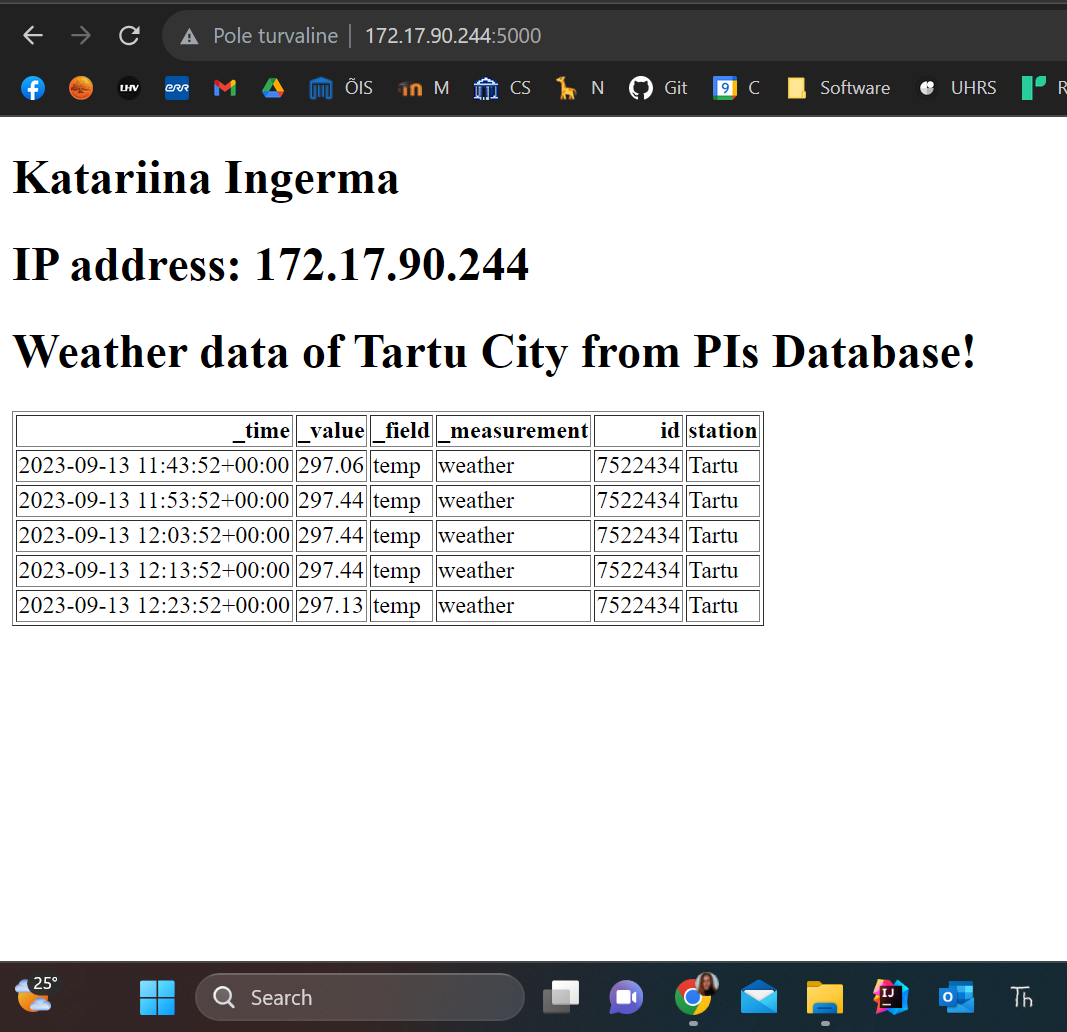 Pole turvaline 172.17.90.244:5000
LHV err ÕIS M CS N Git 9 C Software UHRS R
Katariina Ingerma
IP address: 172.17.90.244
Weather data of Tartu City from PIs Database!
_time _value _field _measurement id station
2023-09-13 11:43:52+00:00 297.06 temp weather 7522434 Tartu
2023-09-13 11:53:52+00:00 297.44 temp weather 7522434 Tartu
2023-09-13 12:03:52+00:00 297.44 temp weather 7522434 Tartu
2023-09-13 12:13:52+00:00 297.44 temp weather 7522434 Tartu
2023-09-13 12:23:52+00:00 297.13 temp weather 7522434 Tartu
25° Search IJ o Th